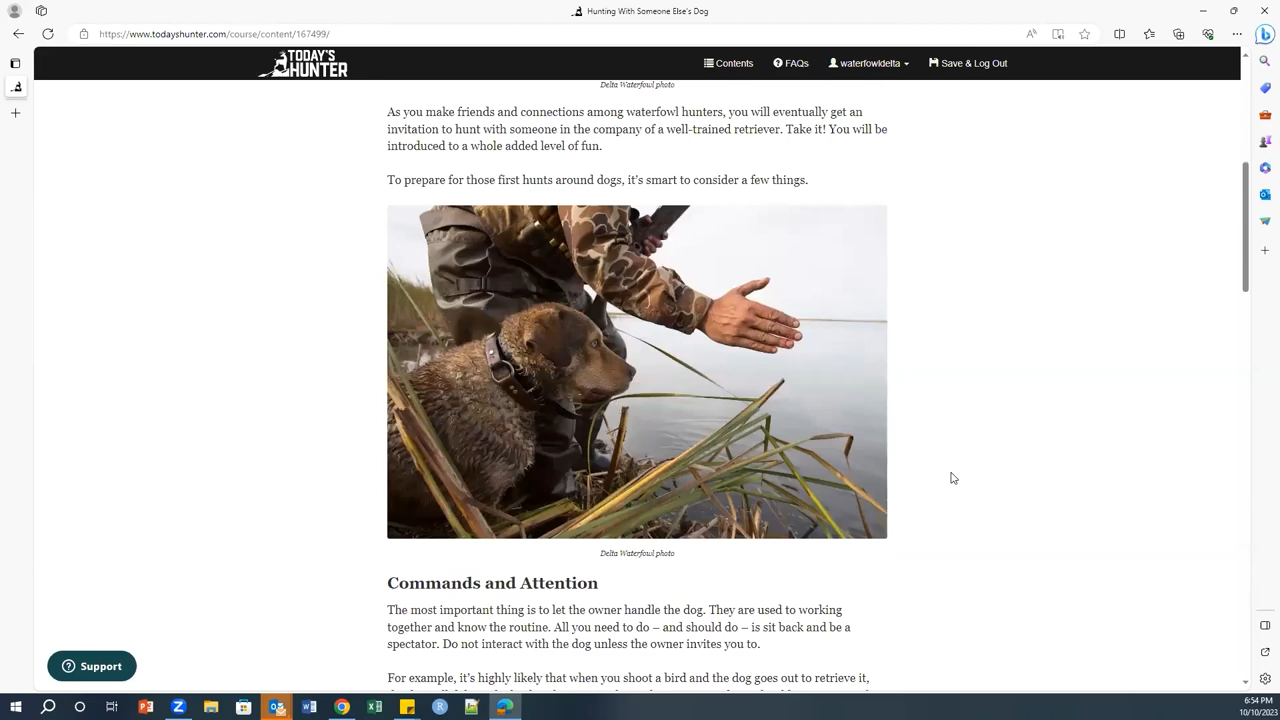 Hunting With Someone Else's Dog
https://www.todayshunter.com/course/content/167499/
TODAY'S
HUNTER
Contents
FAQs
waterfowldelta
Save & Log Out
Delta Waterfowl photo
As you make friends and connections among waterfowl hunters, you will eventually get an
invitation to hunt with someone in the company of a well-trained retriever. Take it! You will be
introduced to a whole added level of fun.
To prepare for those first hunts around dogs, it's smart to consider a few things.
Delta Waterfowl photo
Commands and Attention
The most important thing is to let the owner handle the dog. They are used to working
together and know the routine. All you need to do – and should do – is sit back and be a
spectator. Do not interact with the dog unless the owner invites you to.
For example, it's highly likely that when you shoot a bird and the dog goes out to retrieve it,
Support
6:54 PM
10/10/2023